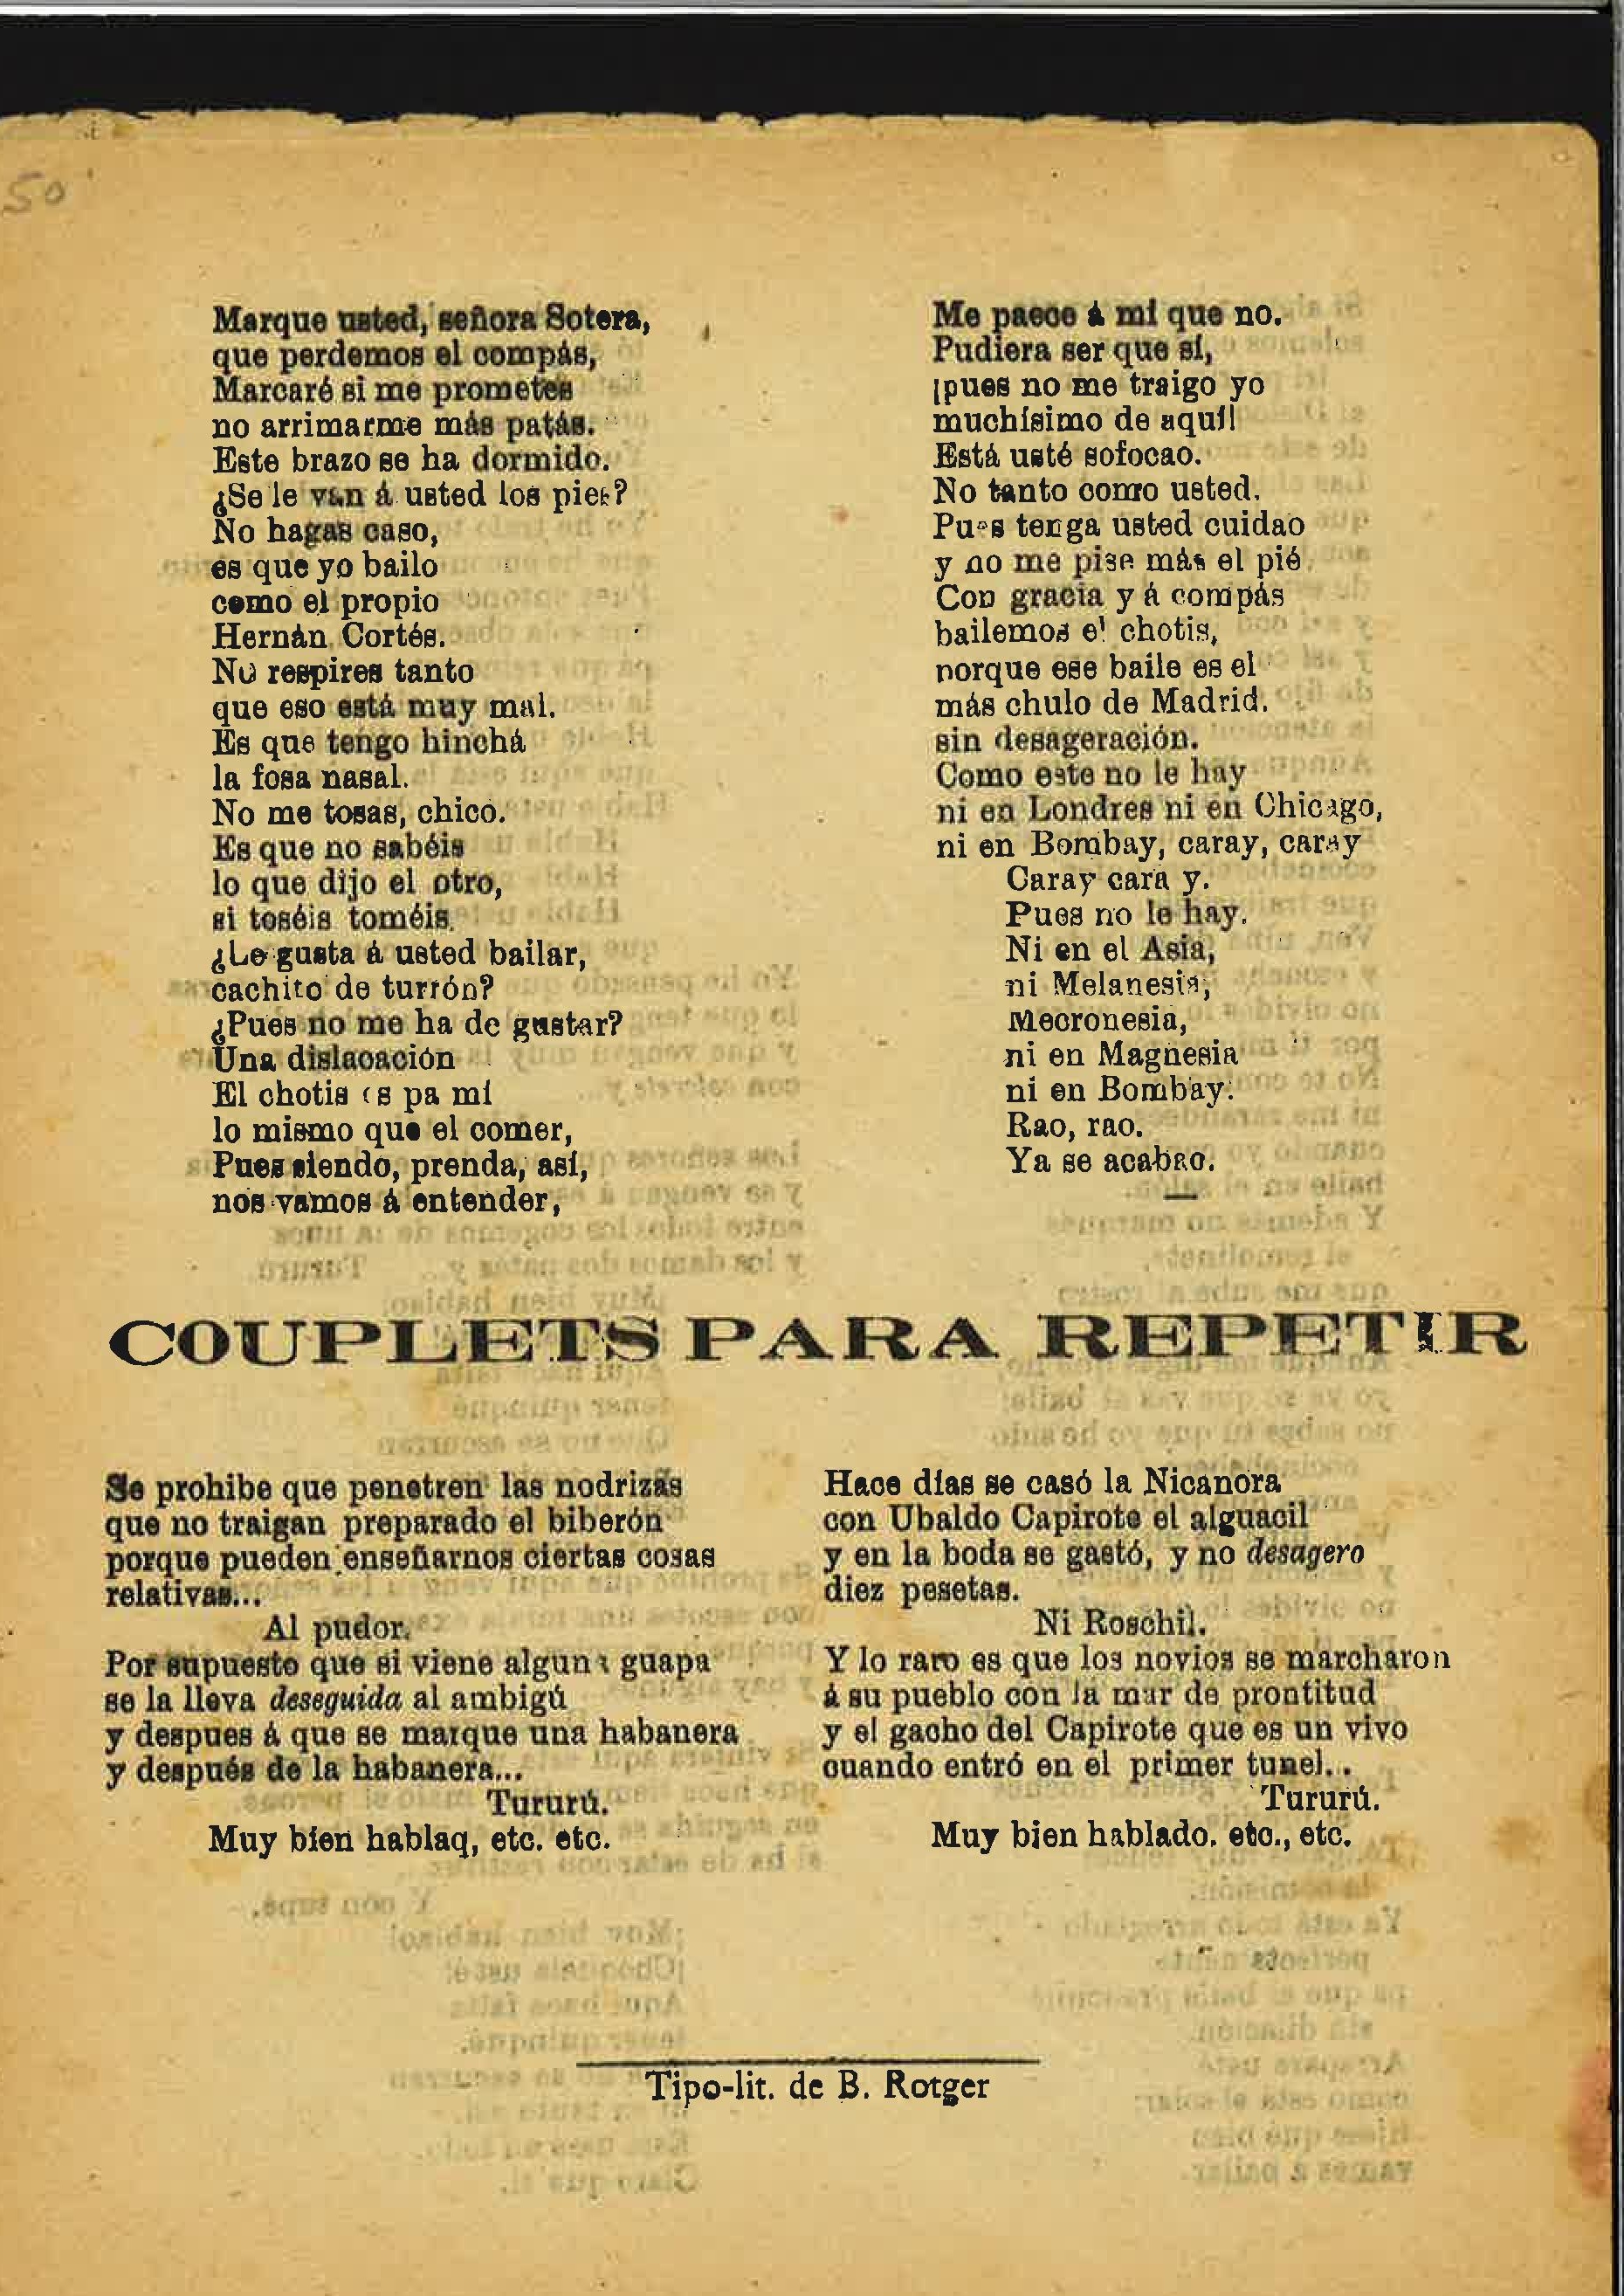 50
Marque usted, señora Sotera,
que perdemos el compás,
Marcaré si me prometes
no arrimarme más patás.
Este brazo se ha dormido.
¿Se le van á usted los pies?
No hagas caso,
es que yo bailo
como el propio
Hernán Cortés.
No respires tanto
que eso está muy mal.
Es que tengo hinchá
la fosa nasal.
No me tosas, chico.
Es que no sabéis
lo que dijo el otro,
si toséis toméis.
¿Le gusta á usted bailar,
cachito de turrón?
¿Pues no me ha de gustar?
Una dislacación
El chotis es pa mí
lo mismo que el comer,
Pues siendo, prenda, así,
nos vamos á entender,
Me paece á mi que no.
Pudiera ser que sí,
¡pues no me traigo yo
muchísimo de aquí!
Está usté sofocao.
No tanto como usted.
Pues tenga usted cuidao
y no me pise más el pié.
Con gracia y á compás
bailemos el chotis,
porque ese baile es el
más chulo de Madrid.
sin desageración.
Como este no le hay
ni en Londres ni en Chicago,
ni en Bombay, caray, caray
Caray cara y.
Pues no le hay.
Ni en el Asia,
ni Melanesia,
Mecronesia,
ni en Magnesia
ni en Bombay.
Rao, rao.
Ya se acabao.
COUPLETS PARA REPETIR
Se prohibe que penetren las nodrizas
que no traigan preparado el biberón
porque pueden enseñarnos ciertas cosas
relativas...
Al pudor.
Por supuesto que si viene alguna guapa
se la lleva deseguida al ambigú
y despues á que se marque una habanera
y después de la habanera...
Tururú.
Muy bien hablaq, etc. etc.
Hace días se casó la Nicanora
con Ubaldo Capirote el alguacil
y en la boda se gastó, y no desagero
diez pesetas.
Ni Roschil.
Y lo raro es que los novios se marcharon
á su pueblo con la mar de prontitud
y el gacho del Capirote que es un vivo
cuando entró en el primer tunel...
Tururú.
Muy bien hablado. etc., etc.
Tipo-lit. de B. Rotger